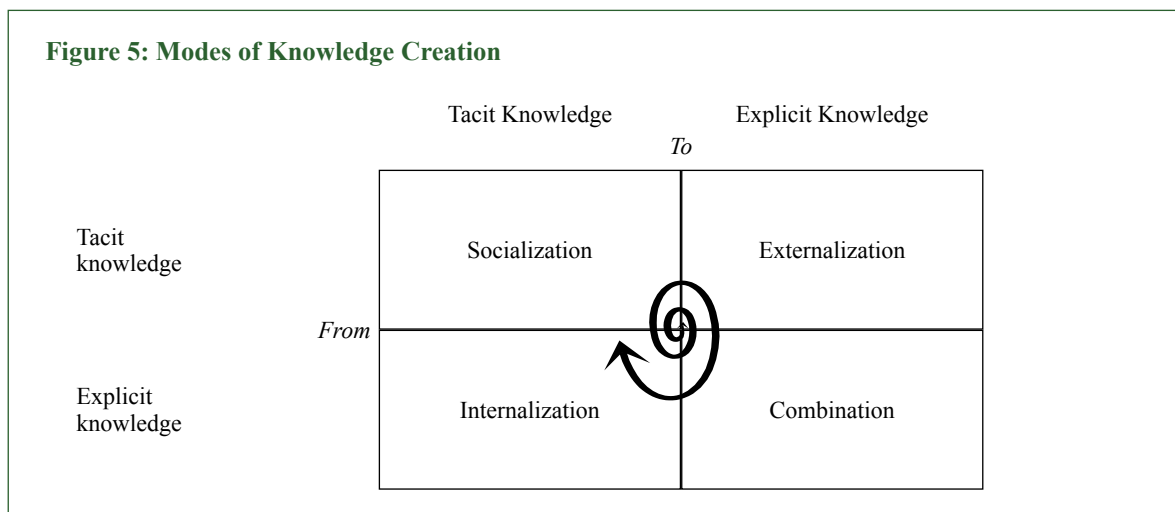 Figure 5: Modes of Knowledge Creation
Tacit Knowledge Explicit Knowledge
To
Tacit
knowledge
Socialization Externalization
From
Explicit
knowledge
Internalization Combination